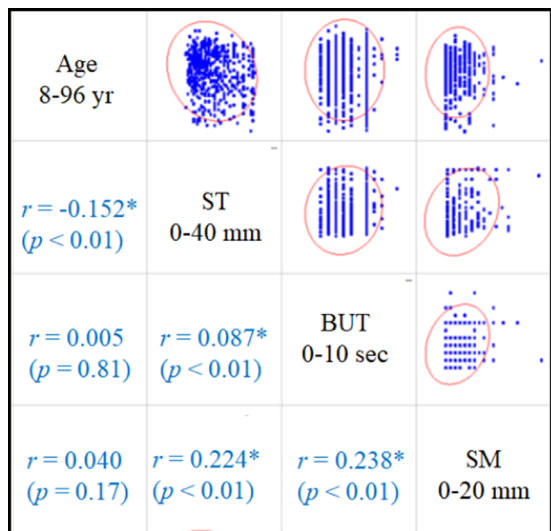 Age
8-96 yr
r = -0.152*
(p < 0.01)
ST
0-40 mm
r = 0.005
(p = 0.81)
r = 0.087*
(p < 0.01)
BUT
0-10 sec
r = 0.040
(p = 0.17)
r = 0.224*
(p < 0.01)
r = 0.238*
(p < 0.01)
SM
0-20 mm